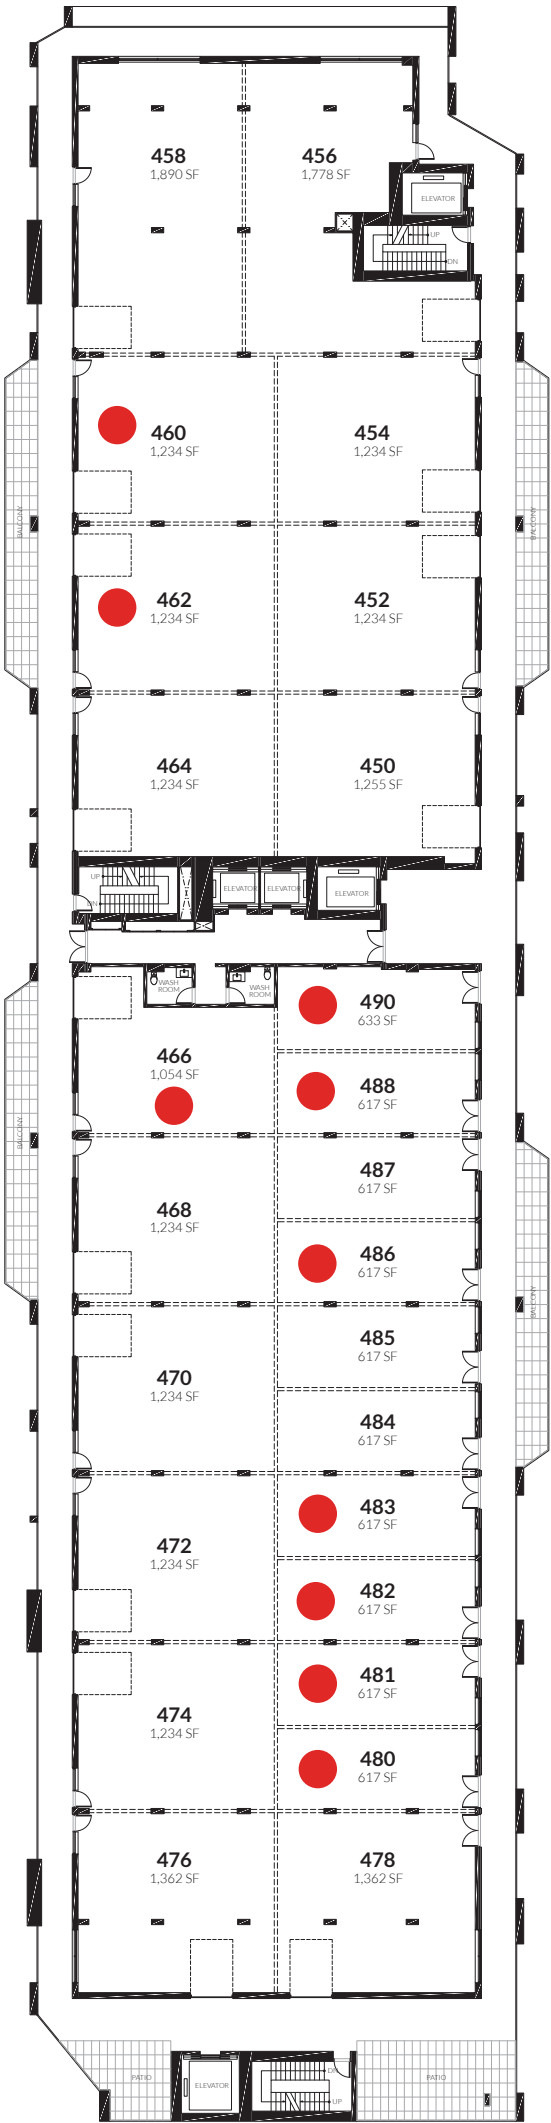 458
1,890 SF
456
1,778 SF
ELEVATOR
UP
DN
460
1,234 SF
454
1,234 SF
BALCONY
BALCONY
462
1,234 SF
452
1,234 SF
464
1,234 SF
450
1,255 SF
UP
DN
ELEVATOR
ELEVATOR
ELEVATOR
WASH
ROOM
WASH
ROOM
490
633 SF
466
1,054 SF
488
617 SF
BALCONY
487
617 SF
468
1,234 SF
486
617 SF
BALCONY
485
617 SF
470
1,234 SF
484
617 SF
483
617 SF
472
1,234 SF
482
617 SF
481
617 SF
474
1,234 SF
480
617 SF
476
1,362 SF
478
1,362 SF
PATIO
ELEVATOR
DN
UP
PATIO